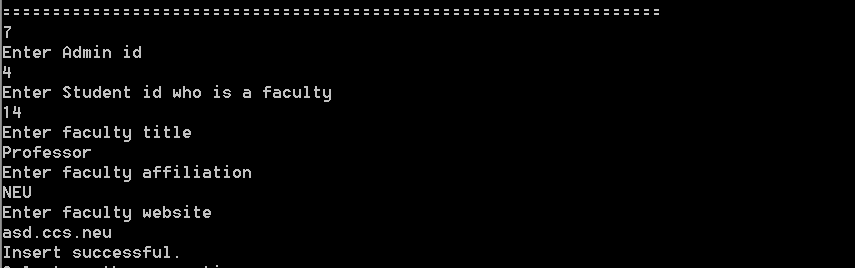 ==================================================================
7
Enter Admin id
4
Enter Student id who is a faculty
14
Enter faculty title
Professor
Enter faculty affiliation
NEU
Enter faculty website
asd.ccs.neu
Insert successful.